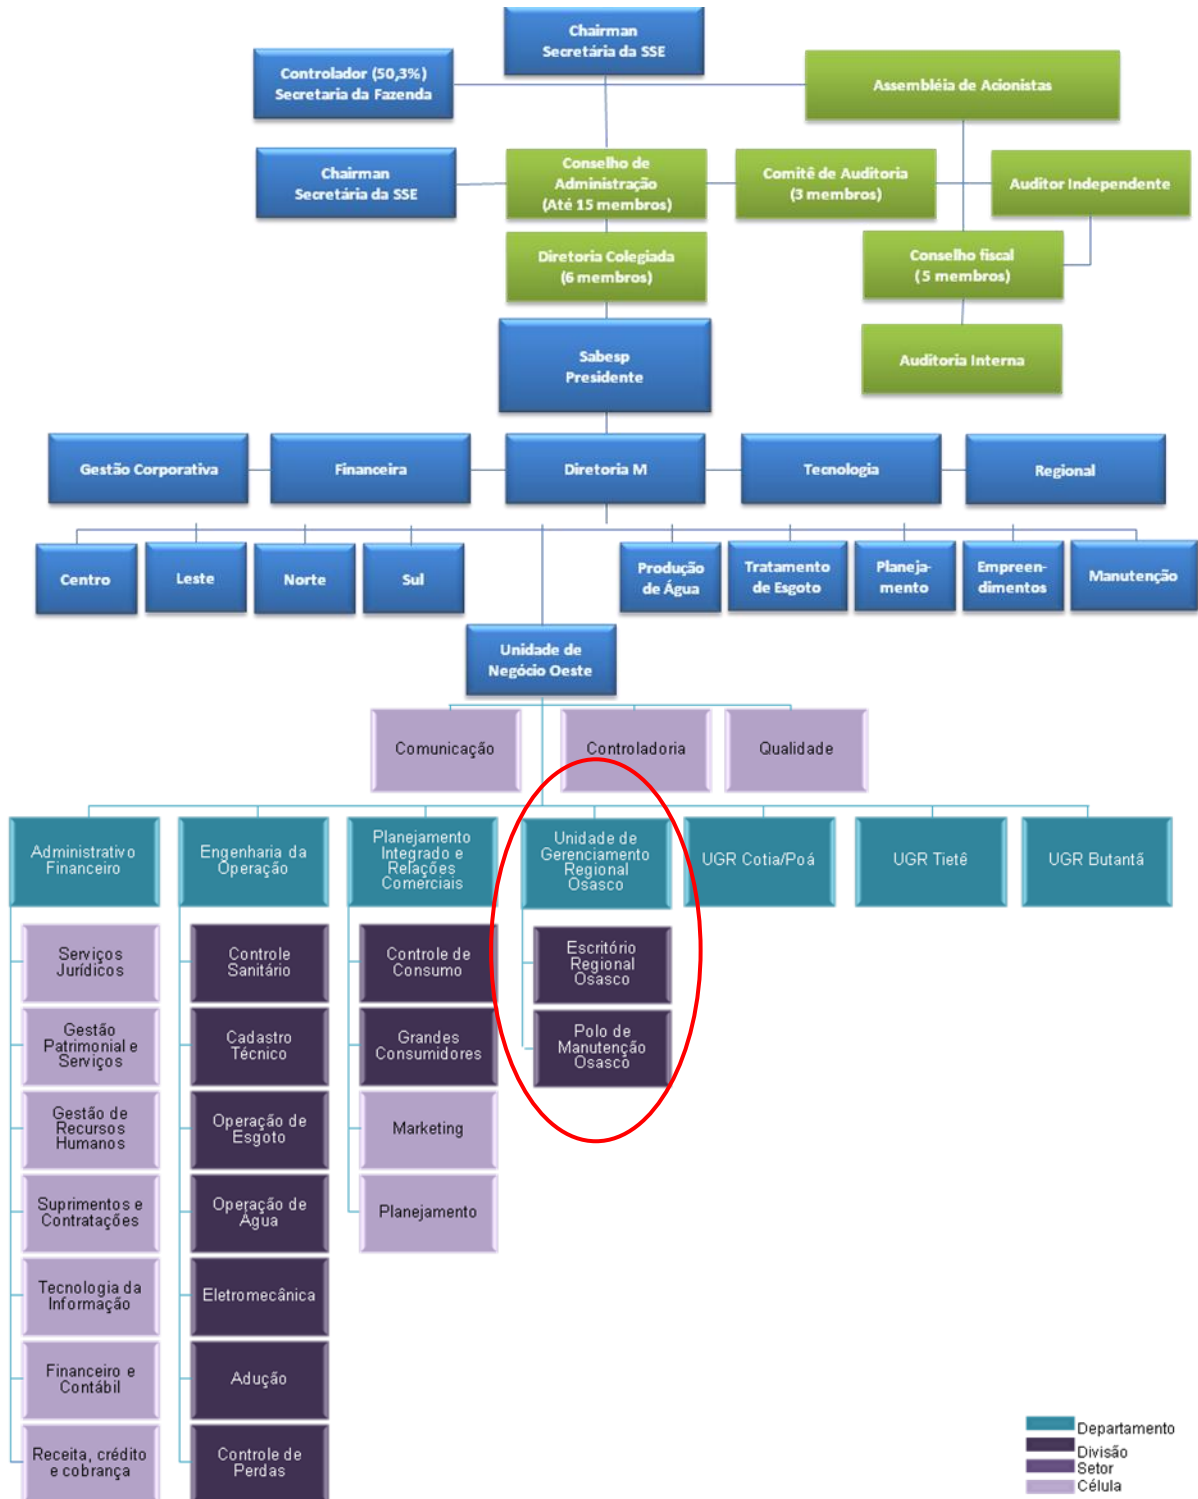 Chairman
Secretária da SSE
Controlador (50,3%)
Secretaria da Fazenda
Assembléia de Acionistas
Chairman
Secretária da SSE
Conselho de
Administração
(Até 15 membros)
Comitê de Auditoria
(3 membros)
Auditor Independente
Diretoria Colegiada
(6 membros)
Conselho fiscal
(5 membros)
Sabesp
Presidente
Auditoria Interna
Gestão Corporativa
Financeira
Diretoria M
Tecnologia
Regional
Centro
Leste
Norte
Sul
Produção
de Água
Tratamento
de Esgoto
Planeja-
mento
Empreen-
dimentos
Manutenção
Unidade de
Negócio Oeste
Comunicação
Controladoria
Qualidade
Administrativo
Financeiro
Engenharia da
Operação
Planejamento
Integrado e
Relações
Comerciais
Unidade de
Gerenciamento
Regional
Osasco
UGR Cotia/Poá
UGR Tietê
UGR Butantã
Serviços
Jurídicos
Gestão
Patrimonial e
Serviços
Gestão de
Recursos
Humanos
Suprimentos e
Contratações
Tecnologia da
Informação
Financeiro e
Contábil
Receita, crédito
e cobrança
Controle
Sanitário
Cadastro
Técnico
Operação de
Esgoto
Operação de
Água
Eletromecânica
Adução
Controle de
Perdas
Controle de
Consumo
Grandes
Consumidores
Marketing
Planejamento
Escritório
Regional
Osasco
Polo de
Manutenção
Osasco
Departamento
Divisão
Setor
Célula